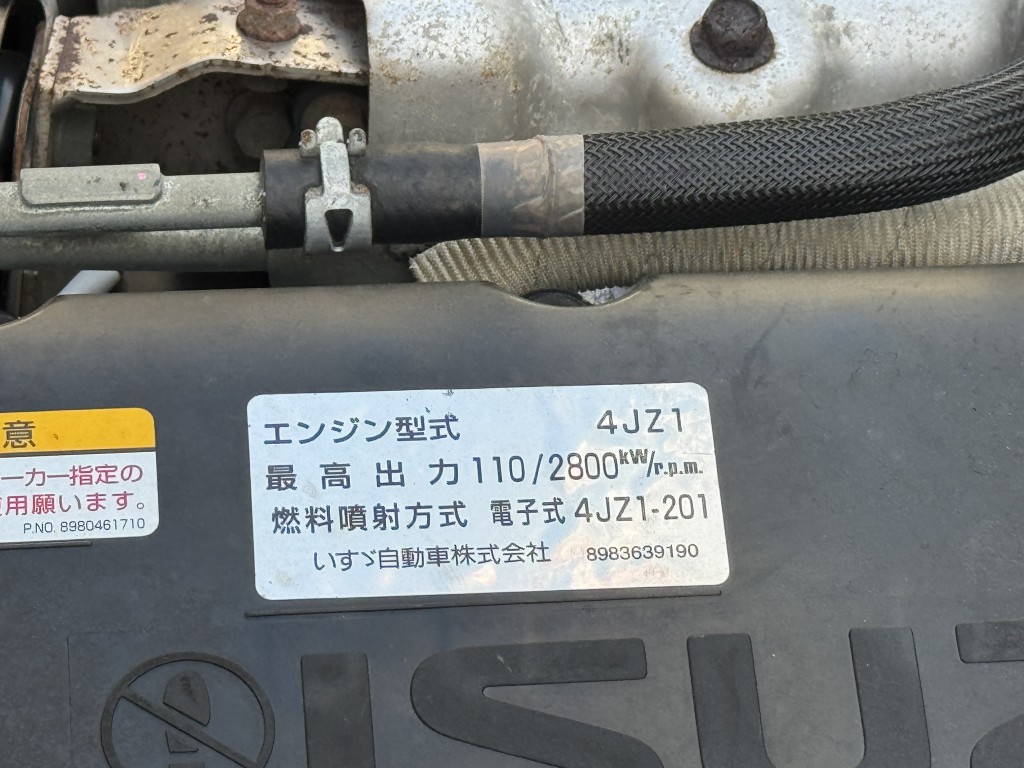 意
ーカー指定の
用願います。
P.NO. 8980461710
エンジン型式 4JZ1
最高出力 110/2800kW/r.p.m.
燃料噴射方式 電子式 4JZ1-201
いすゞ自動車株式会社 8983639190
ISUZ